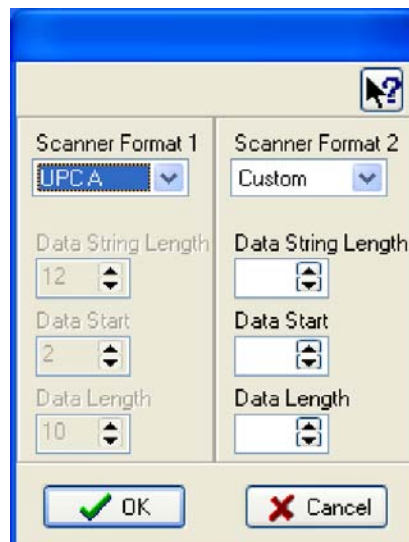 Scanner Format 1
UPC A
Data String Length
12
Data Start
2
Data Length
10
Scanner Format 2
Custom
Data String Length
Data Start
Data Length
OK
Cancel